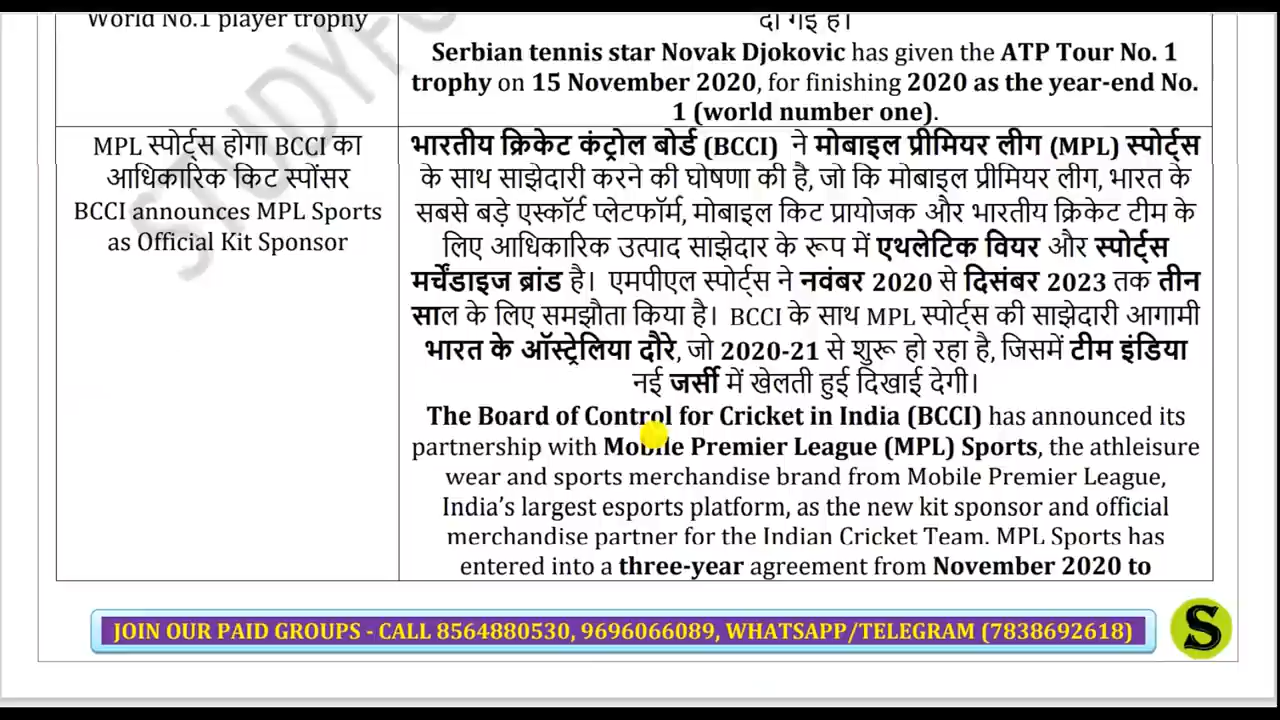 World No.1 player trophy
दी गई है।
Serbian tennis star Novak Djokovic has given the ATP Tour No. 1
trophy on 15 November 2020, for finishing 2020 as the year-end No.
1 (world number one).
MPL स्पोर्ट्स होगा BCCI का
आधिकारिक किट स्पोंसर
BCCI announces MPL Sports
as Official Kit Sponsor
भारतीय क्रिकेट कंट्रोल बोर्ड (BCCI) ने मोबाइल प्रीमियर लीग (MPL) स्पोर्ट्स
के साथ साझेदारी करने की घोषणा की है, जो कि मोबाइल प्रीमियर लीग, भारत के
सबसे बड़े एस्कॉर्ट प्लेटफॉर्म, मोबाइल किट प्रायोजक और भारतीय क्रिकेट टीम के
लिए आधिकारिक उत्पाद साझेदार के रूप में एथलेटिक वियर और स्पोर्ट्स
मर्चेंडाइज ब्रांड है। एमपीएल स्पोर्ट्स ने नवंबर 2020 से दिसंबर 2023 तक तीन
साल के लिए समझौता किया है। BCCI के साथ MPL स्पोर्ट्स की साझेदारी आगामी
भारत के ऑस्ट्रेलिया दौरे, जो 2020-21 से शुरू हो रहा है, जिसमें टीम इंडिया
नई जर्सी में खेलती हुई दिखाई देगी।
The Board of Control for Cricket in India (BCCI) has announced its
partnership with Mobile Premier League (MPL) Sports, the athleisure
wear and sports merchandise brand from Mobile Premier League,
India's largest esports platform, as the new kit sponsor and official
merchandise partner for the Indian Cricket Team. MPL Sports has
entered into a three-year agreement from November 2020 to
JOIN OUR PAID GROUPS - CALL 8564880530, 9696066089, WHATSAPP/TELEGRAM (7838692618)
S